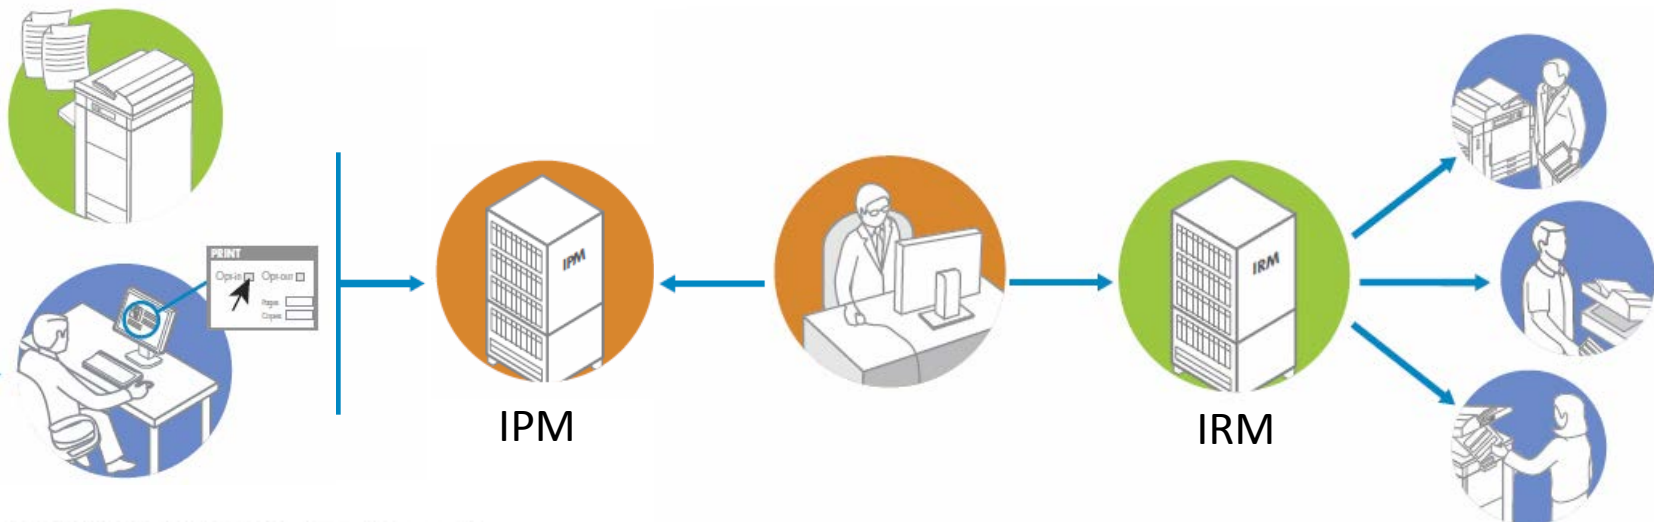 PRINT
Opt-in Opt-out
Pages
Copies
IPM
IRM
IPM
IRM